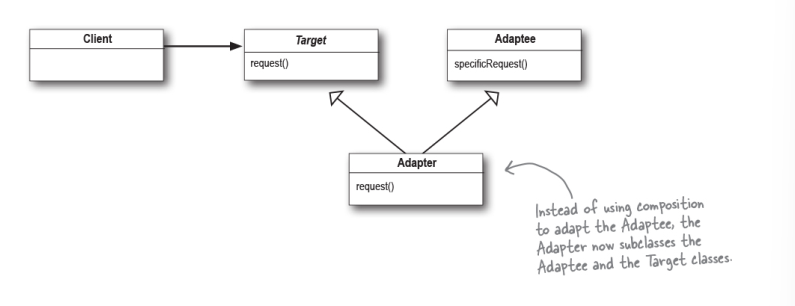 Client
Target
request()
Adaptee
specificRequest()
Adapter
request()
Instead of using composition
to adapt the Adaptee, the
Adapter now subclasses the
Adaptee and the Target classes.